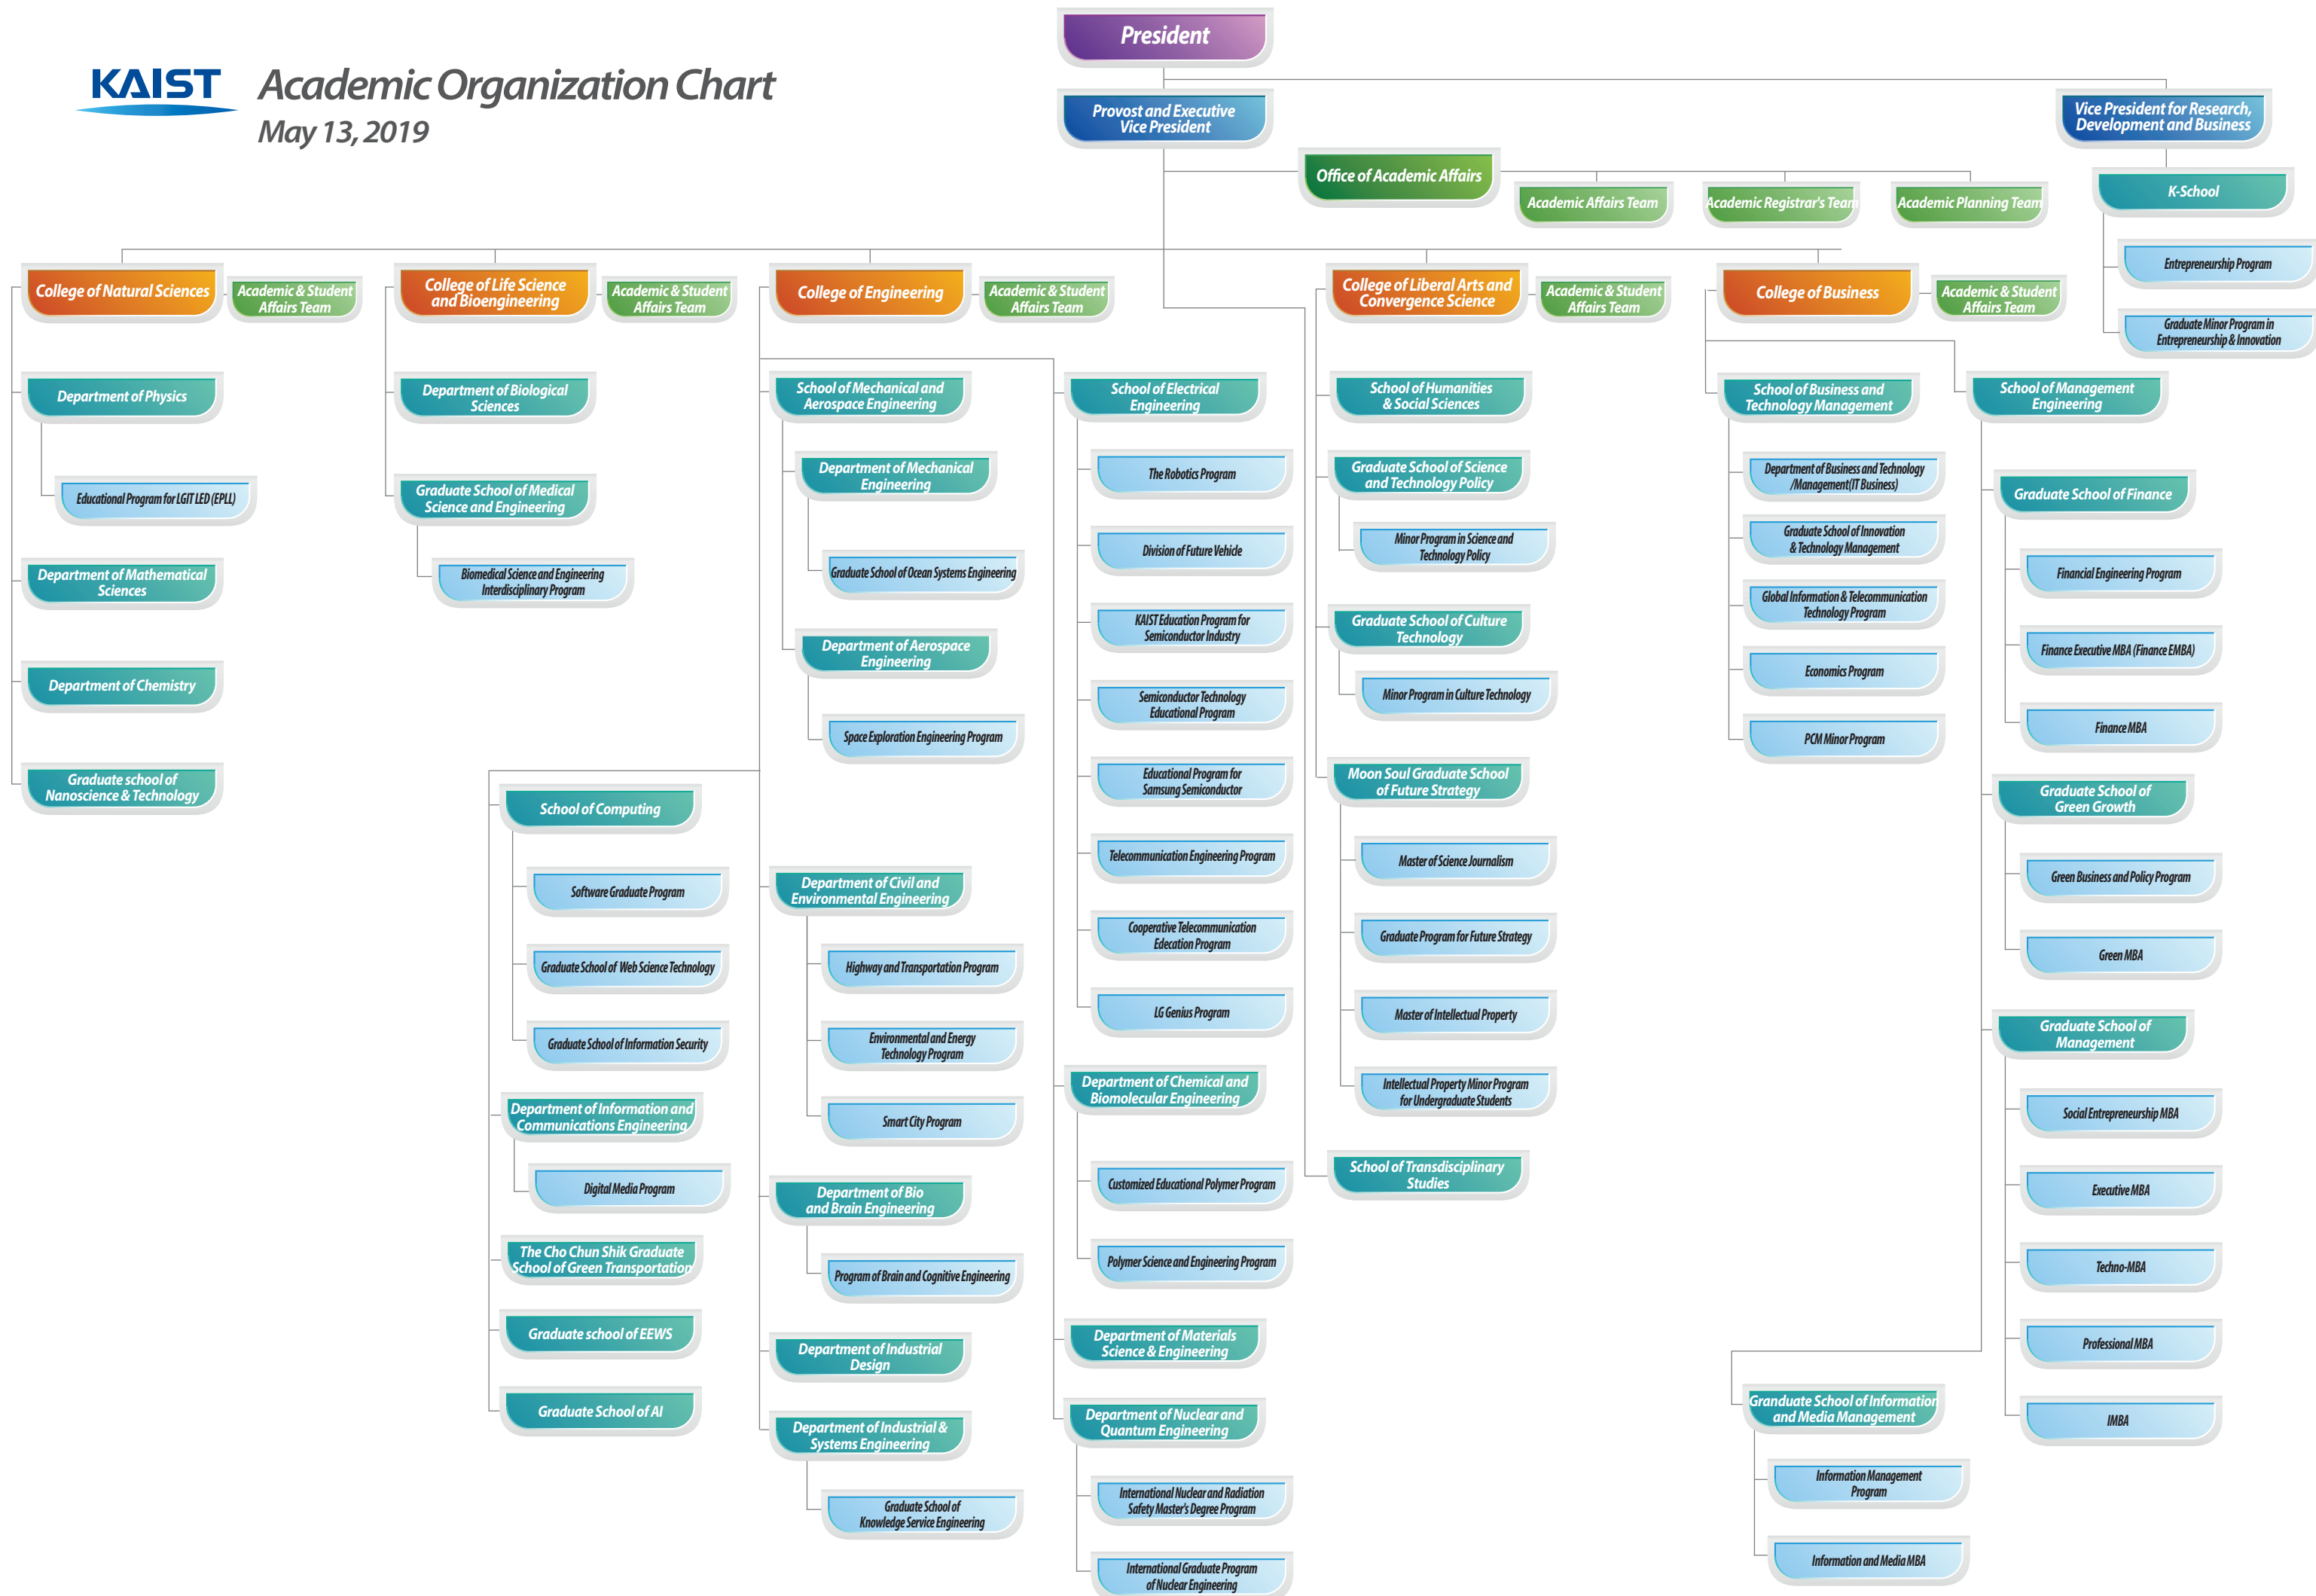 KAIST
Academic Organization Chart
May 13, 2019
President
Provost and Executive
Vice President
Vice President for Research,
Development and Business
Office of Academic Affairs
Academic Affairs Team
Academic Registrar's Team
Academic Planning Team
K-School
Entrepreneurship Program
Graduate Minor Program in
Entrepreneurship & Innovation
College of Natural Sciences
Academic & Student
Affairs Team
Department of Physics
Educational Program for LGIT LED (EPLL)
Department of Mathematical
Sciences
Department of Chemistry
Graduate school of
Nanoscience & Technology
College of Life Science
and Bioengineering
Academic & Student
Affairs Team
Department of Biological
Sciences
Graduate School of Medical
Science and Engineering
Biomedical Science and Engineering
Interdisciplinary Program
College of Engineering
Academic & Student
Affairs Team
School of Mechanical and
Aerospace Engineering
Department of Mechanical
Engineering
Graduate School of Ocean Systems Engineering
Department of Aerospace
Engineering
Space Exploration Engineering Program
School of Computing
Software Graduate Program
Graduate School of Web Science Technology
Graduate School of Information Security
Department of Information and
Communications Engineering
Digital Media Program
The Cho Chun Shik Graduate
School of Green Transportation
Graduate school of EEWS
Graduate School of AI
Department of Civil and
Environmental Engineering
Highway and Transportation Program
Environmental and Energy
Technology Program
Smart City Program
Department of Bio
and Brain Engineering
Program of Brain and Cognitive Engineering
Department of Industrial
Design
Department of Industrial &
Systems Engineering
Graduate School of
Knowledge Service Engineering
School of Electrical
Engineering
The Robotics Program
Division of Future Vehicle
KAIST Education Program for
Semiconductor Industry
Semiconductor Technology
Educational Program
Educational Program for
Samsung Semiconductor
Telecommunication Engineering Program
Cooperative Telecommunication
Edecation Program
LG Genius Program
Department of Chemical and
Biomolecular Engineering
Customized Educational Polymer Program
Polymer Science and Engineering Program
Department of Materials
Science & Engineering
Department of Nuclear and
Quantum Engineering
International Nuclear and Radiation
Safety Master's Degree Program
International Graduate Program
of Nuclear Engineering
College of Liberal Arts and
Convergence Science
Academic & Student
Affairs Team
School of Humanities
& Social Sciences
Graduate School of Science
and Technology Policy
Minor Program in Science and
Technology Policy
Graduate School of Culture
Technology
Minor Program in Culture Technology
Moon Soul Graduate School
of Future Strategy
Master of Science Journalism
Graduate Program for Future Strategy
Master of Intellectual Property
Intellectual Property Minor Program
for Undergraduate Students
School of Transdisciplinary
Studies
College of Business
Academic & Student
Affairs Team
School of Business and
Technology Management
Department of Business and Technology
/Management(IT Business)
Graduate School of Innovation
& Technology Management
Global Information & Telecommunication
Technology Program
Economics Program
PCM Minor Program
School of Management
Engineering
Graduate School of Finance
Financial Engineering Program
Finance Executive MBA (Finance EMBA)
Finance MBA
Graduate School of
Green Growth
Green Business and Policy Program
Green MBA
Graduate School of
Management
Social Entrepreneurship MBA
Executive MBA
Techno-MBA
Professional MBA
IMBA
Granduate School of Information
and Media Management
Information Management
Program
Information and Media MBA